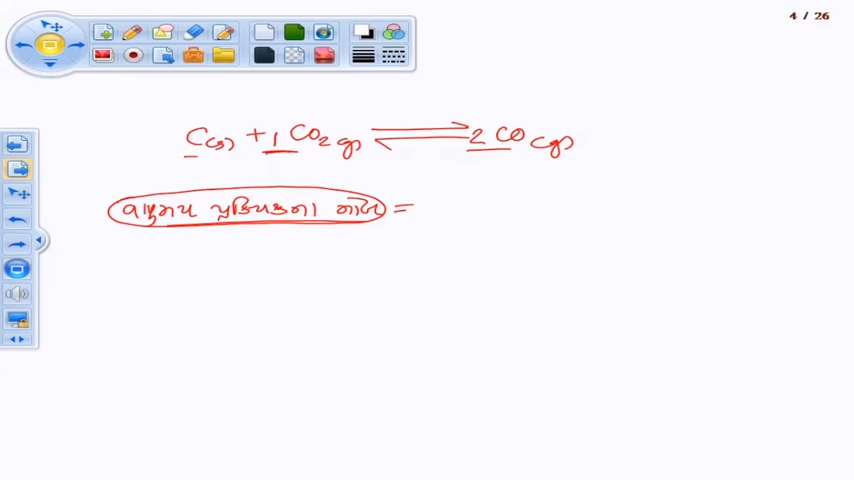 4 / 26
C(s) + 1 CO2(g) ⇌ 2 CO(g)
વાયુમય પ્રક્રિયકના મોલ =